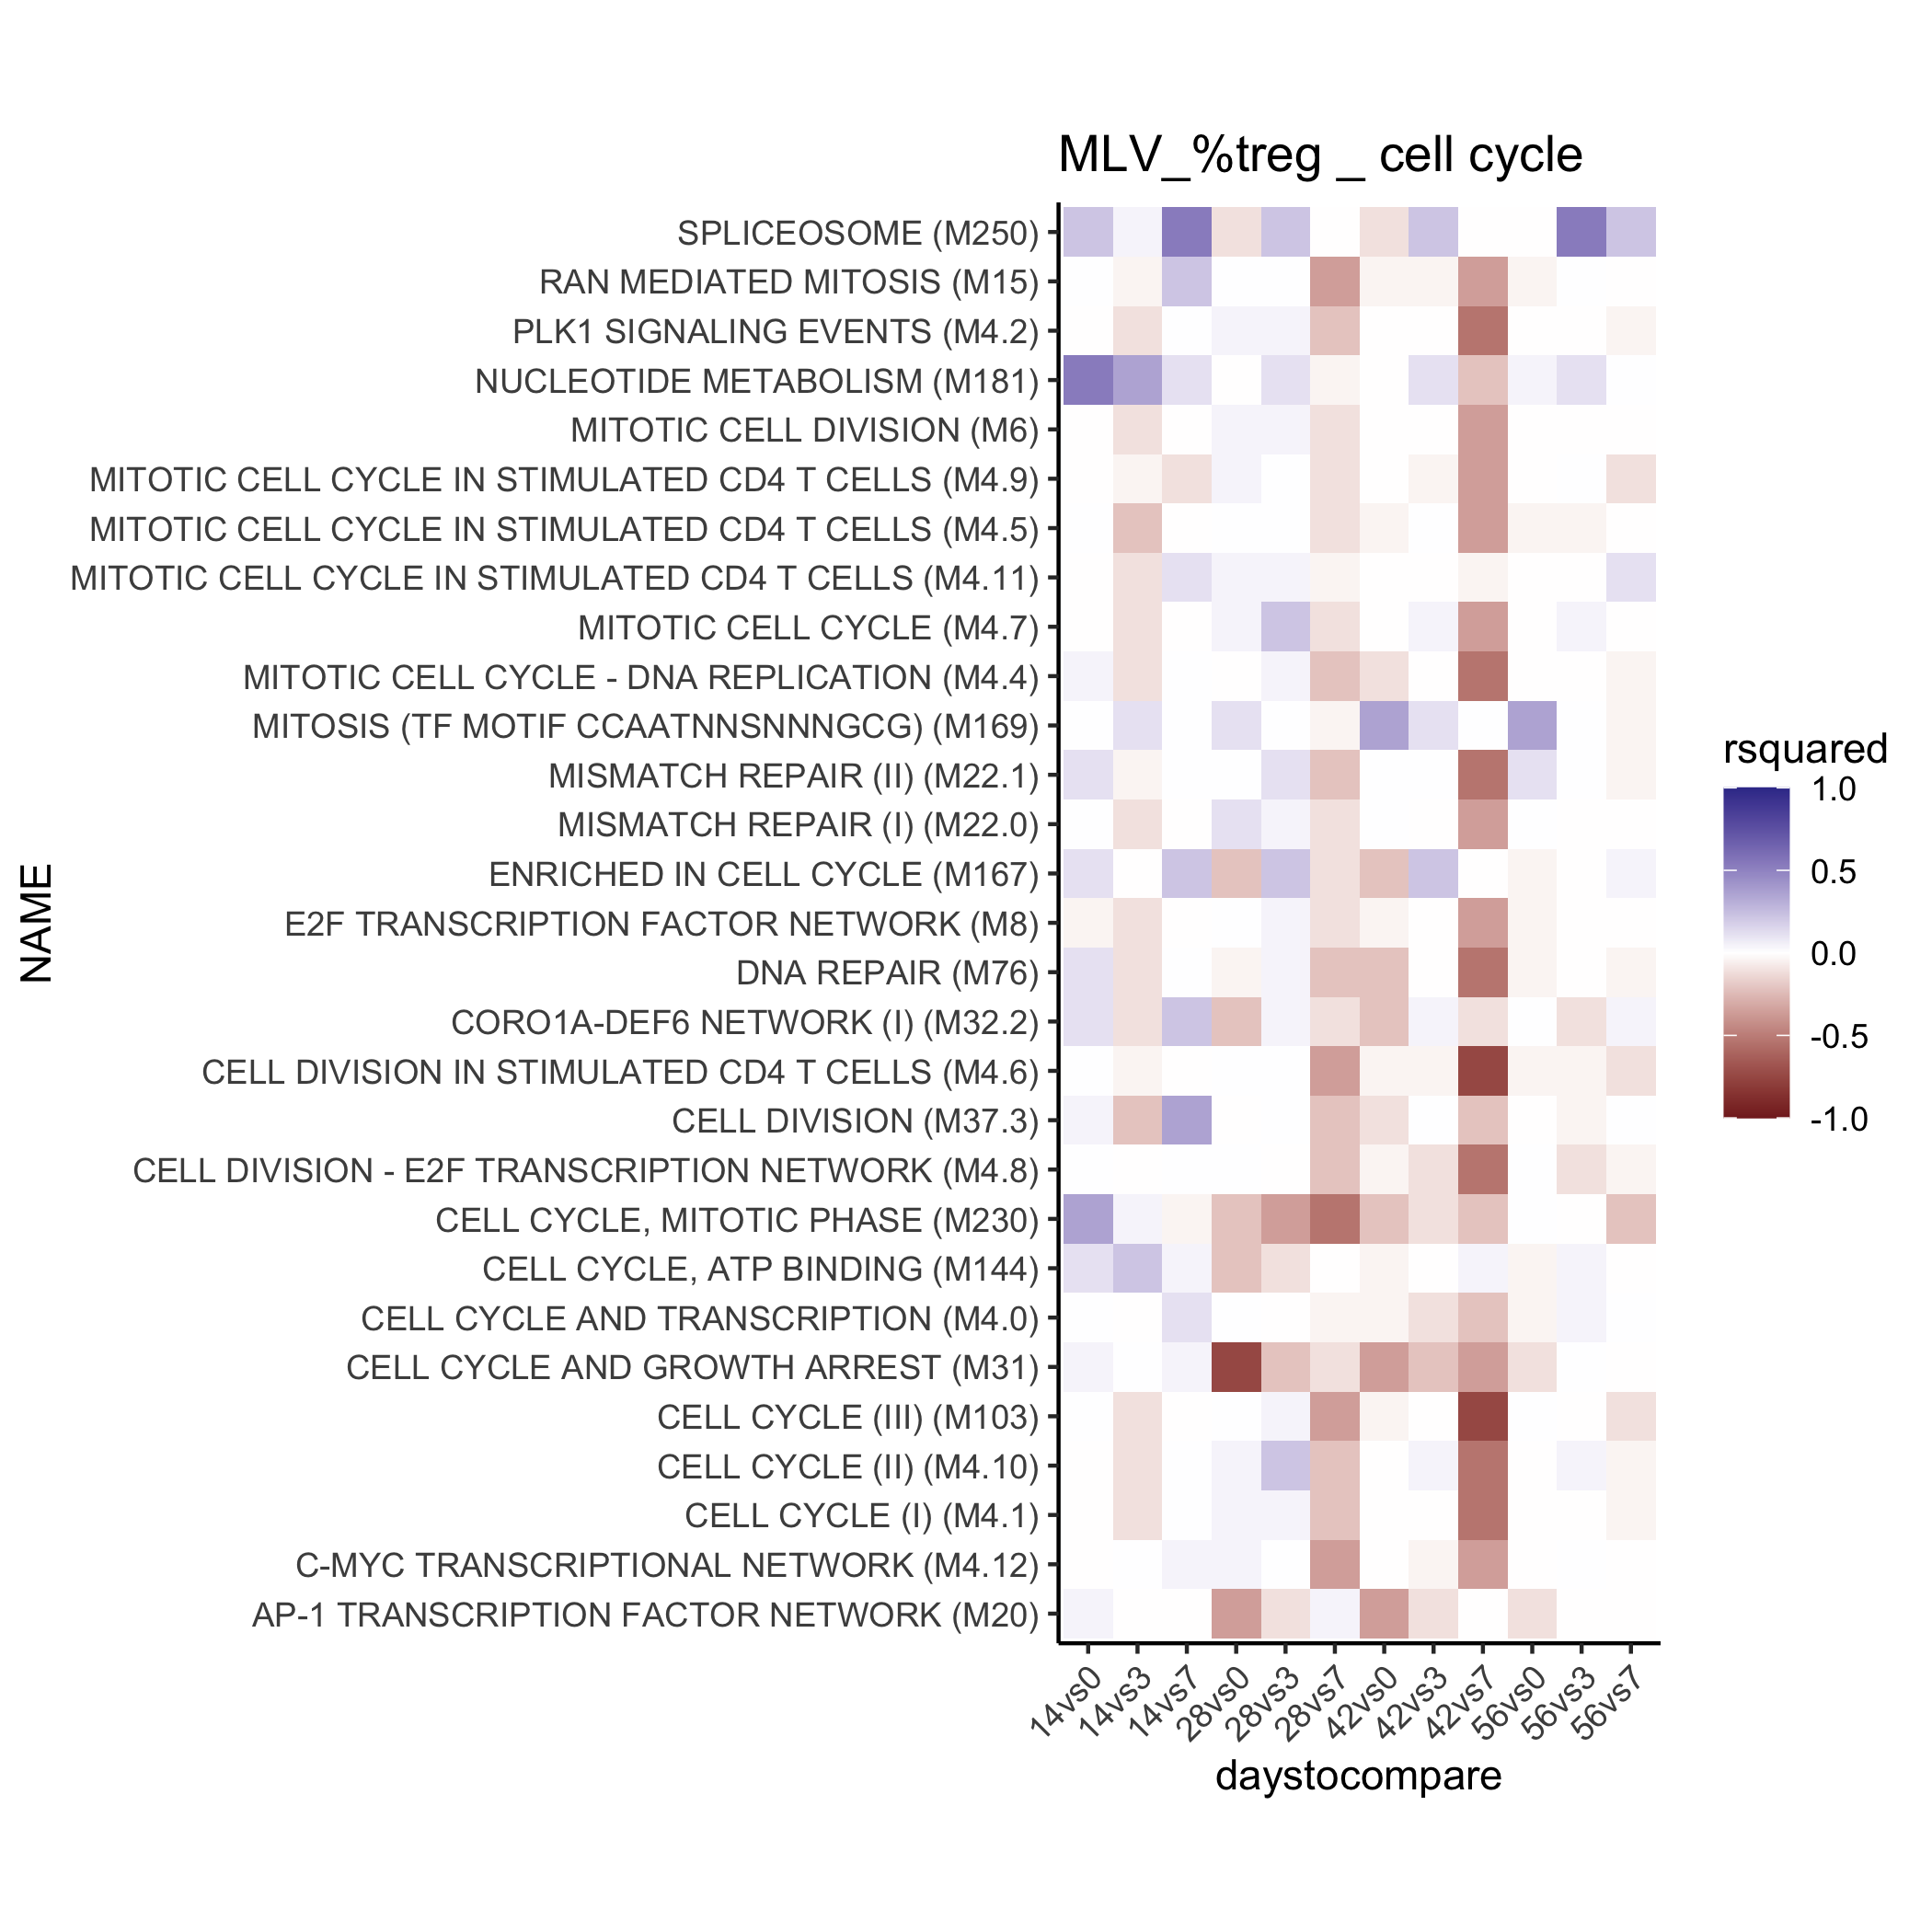 MLV_%treg _ cell cycle
SPLICEOSOME (M250)
RAN MEDIATED MITOSIS (M15)
PLK1 SIGNALING EVENTS (M4.2)
NUCLEOTIDE METABOLISM (M181)
MITOTIC CELL DIVISION (M6)
MITOTIC CELL CYCLE IN STIMULATED CD4 T CELLS (M4.9)
MITOTIC CELL CYCLE IN STIMULATED CD4 T CELLS (M4.5)
MITOTIC CELL CYCLE IN STIMULATED CD4 T CELLS (M4.11)
MITOTIC CELL CYCLE (M4.7)
MITOTIC CELL CYCLE - DNA REPLICATION (M4.4)
MITOSIS (TF MOTIF CCAATNNSNNNGCG) (M169)
MISMATCH REPAIR (II) (M22.1)
MISMATCH REPAIR (I) (M22.0)
ENRICHED IN CELL CYCLE (M167)
E2F TRANSCRIPTION FACTOR NETWORK (M8)
DNA REPAIR (M76)
CORO1A-DEF6 NETWORK (I) (M32.2)
CELL DIVISION IN STIMULATED CD4 T CELLS (M4.6)
CELL DIVISION (M37.3)
CELL DIVISION - E2F TRANSCRIPTION NETWORK (M4.8)
CELL CYCLE, MITOTIC PHASE (M230)
CELL CYCLE, ATP BINDING (M144)
CELL CYCLE AND TRANSCRIPTION (M4.0)
CELL CYCLE AND GROWTH ARREST (M31)
CELL CYCLE (III) (M103)
CELL CYCLE (II) (M4.10)
CELL CYCLE (I) (M4.1)
C-MYC TRANSCRIPTIONAL NETWORK (M4.12)
AP-1 TRANSCRIPTION FACTOR NETWORK (M20)
NAME
14vs0
14vs3
14vs7
28vs0
28vs3
28vs7
42vs0
42vs3
42vs7
56vs0
56vs3
56vs7
daystocompare
rsquared
1.0
0.5
0.0
-0.5
-1.0